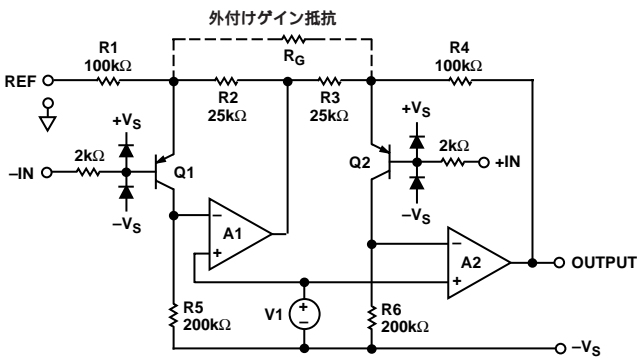 外付けゲイン抵抗
R1
100kΩ
RG
R4
100kΩ
REF
R2
25kΩ
R3
25kΩ
+VS
+VS
2kΩ
2kΩ
–IN
Q1
Q2
+IN
–VS
–VS
–
A1
+
–
A2
+
OUTPUT
R5
200kΩ
V1
+
–
R6
200kΩ
–VS